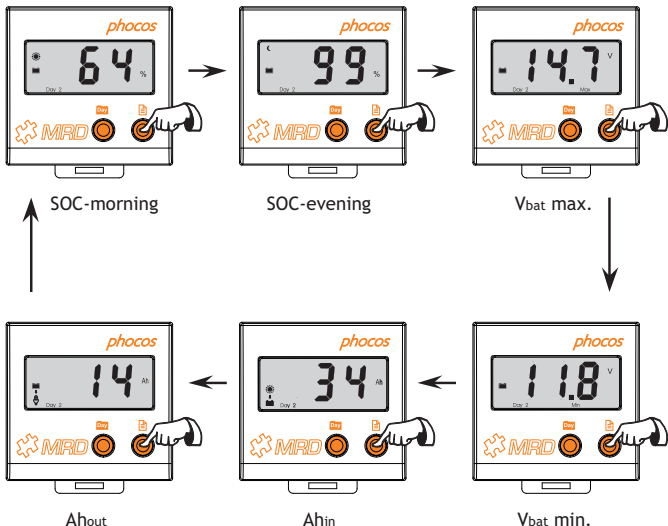 phocos
64 %
Day 2
Day
MRD
SOC-morning
phocos
99 %
Day 2
Day
MRD
SOC-evening
phocos
14.7 V
Day 2 Max
Day
MRD
Vbat max.
phocos
14 Ah
Day 2
Day
MRD
Ahout
phocos
34 Ah
Day 2
Day
MRD
Ahin
phocos
11.8 V
Day 2 Min
Day
MRD
Vbat min.